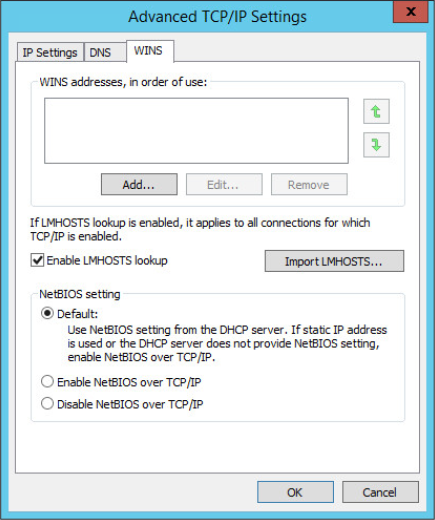 Advanced TCP/IP Settings
x
IP Settings DNS WINS
WINS addresses, in order of use:
Add... Edit... Remove
If LMHOSTS lookup is enabled, it applies to all connections for which
TCP/IP is enabled.
Enable LMHOSTS lookup Import LMHOSTS...
NetBIOS setting
Default:
Use NetBIOS setting from the DHCP server. If static IP address
is used or the DHCP server does not provide NetBIOS setting,
enable NetBIOS over TCP/IP.
Enable NetBIOS over TCP/IP
Disable NetBIOS over TCP/IP
OK Cancel